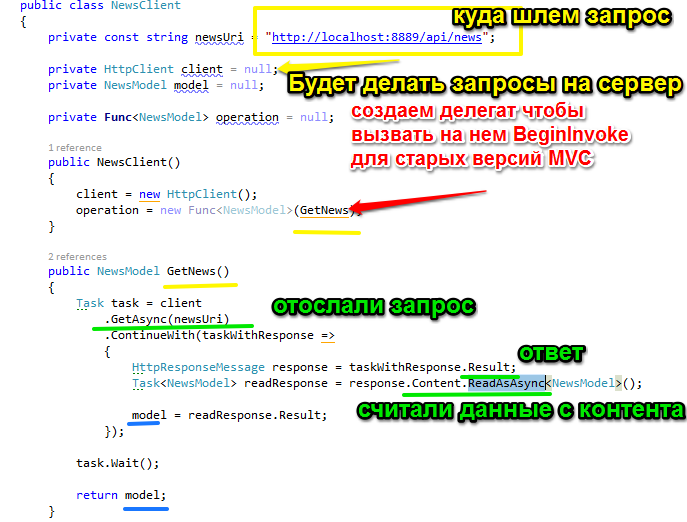 public class NewsClient
{
куда шлем запрос
private const string newsUri = "http://localhost:8889/api/news";
private HttpClient client = null;
Будет делать запросы на сервер
private NewsModel model = null;
создаем делегат чтобы
private Func<NewsModel> operation = null;
вызвать на нем BeginInvoke
для старых версий MVC
1 reference
public NewsClient()
{
client = new HttpClient();
operation = new Func<NewsModel>(GetNews);
}
2 references
public NewsModel GetNews()
{
Task task = client
отослали запрос
.GetAsync(newsUri)
.ContinueWith(taskWithResponse =>
{
ответ
HttpResponseMessage response = taskWithResponse.Result;
Task<NewsModel> readResponse = response.Content.ReadAsAsync<NewsModel>();
считали данные с контента
model = readResponse.Result;
});
task.Wait();
return model;
}